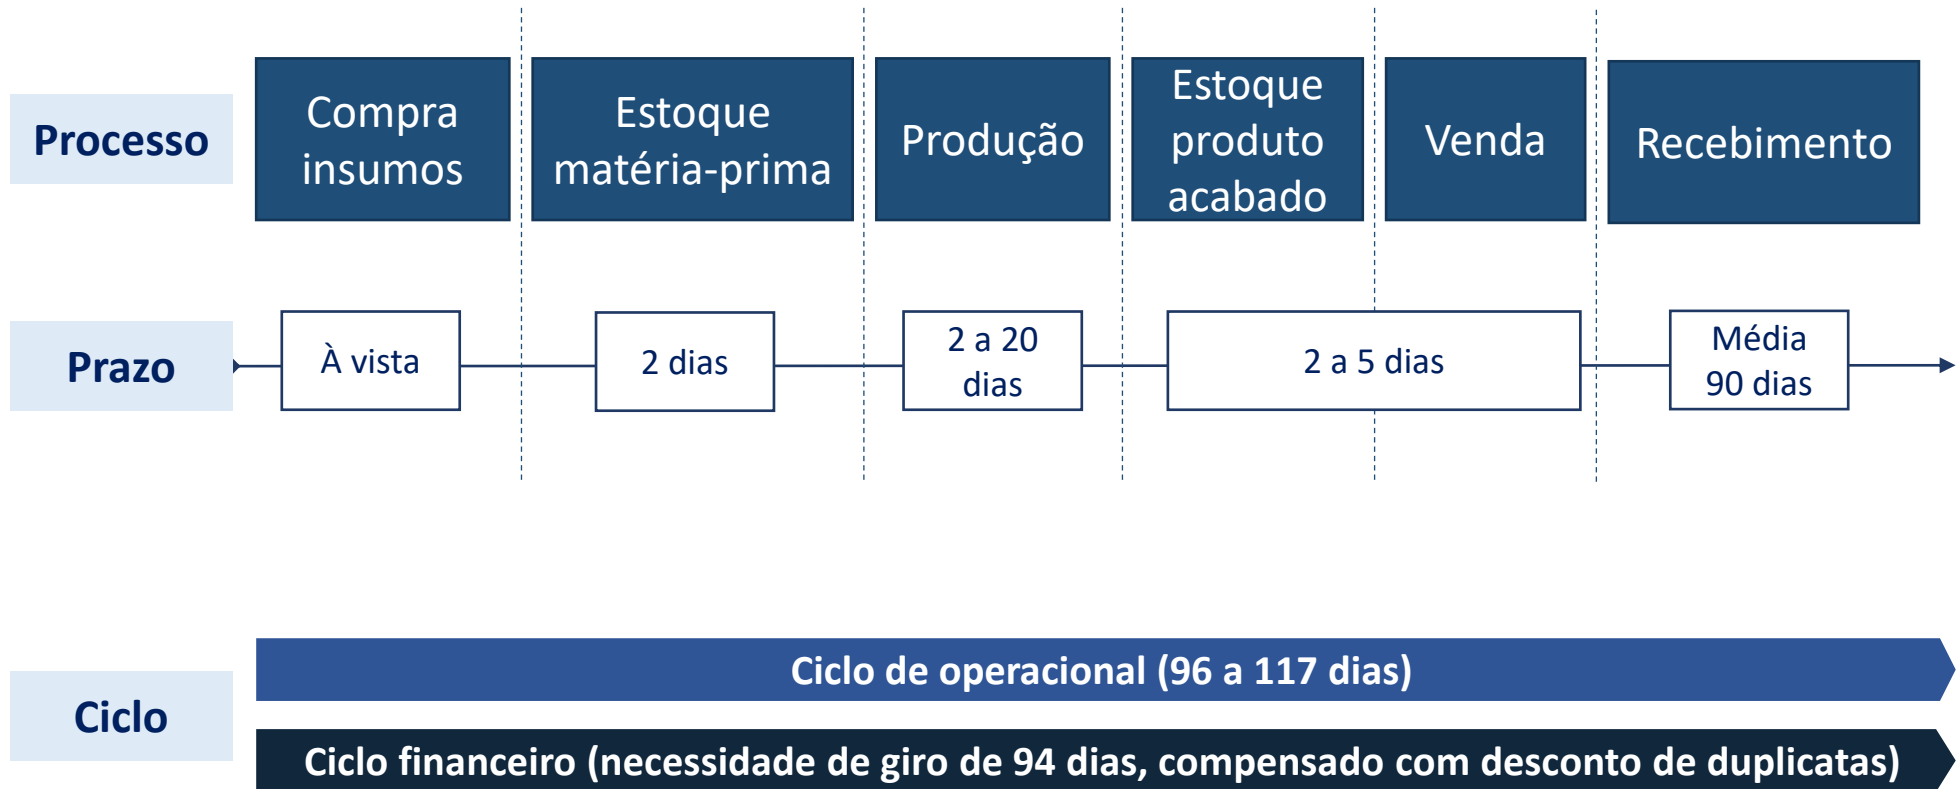 Processo
Compra
insumos
Estoque
matéria-prima
Produção
Estoque
produto
acabado
Venda
Recebimento
Prazo
À vista
2 dias
2 a 20
dias
2 a 5 dias
Média
90 dias
Ciclo
Ciclo de operacional (96 a 117 dias)
Ciclo financeiro (necessidade de giro de 94 dias, compensado com desconto de duplicatas)